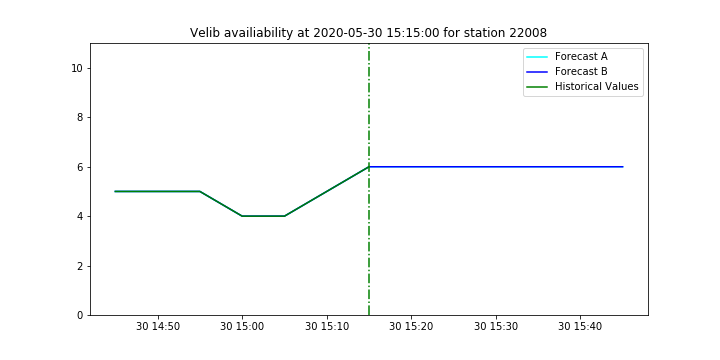 Velib availiability at 2020-05-30 15:15:00 for station 22008
Forecast A
Forecast B
Historical Values
10
8
6
4
2
0
30 14:50 30 15:00 30 15:10 30 15:20 30 15:30 30 15:40